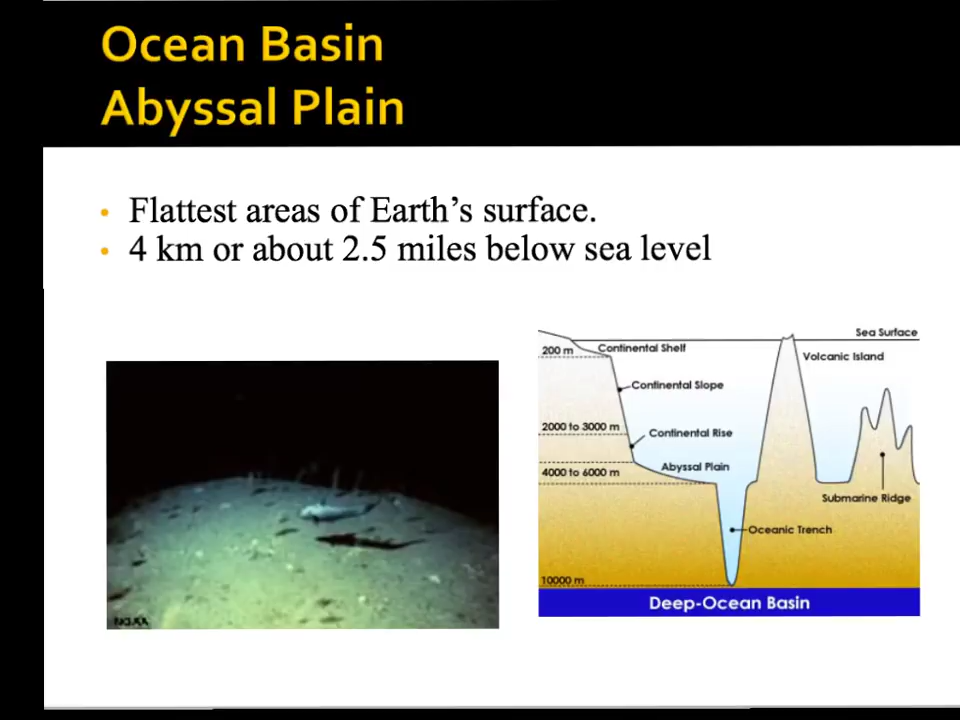 Ocean Basin
Abyssal Plain
• Flattest areas of Earth's surface.
• 4 km or about 2.5 miles below sea level
NOAA
Sea Surface
200 m
Continental Shelf
Volcanic Island
Continental Slope
2000 to 3000 m
Continental Rise
4000 to 6000 m
Abyssal Plain
Submarine Ridge
Oceanic Trench
10000 m
Deep-Ocean Basin